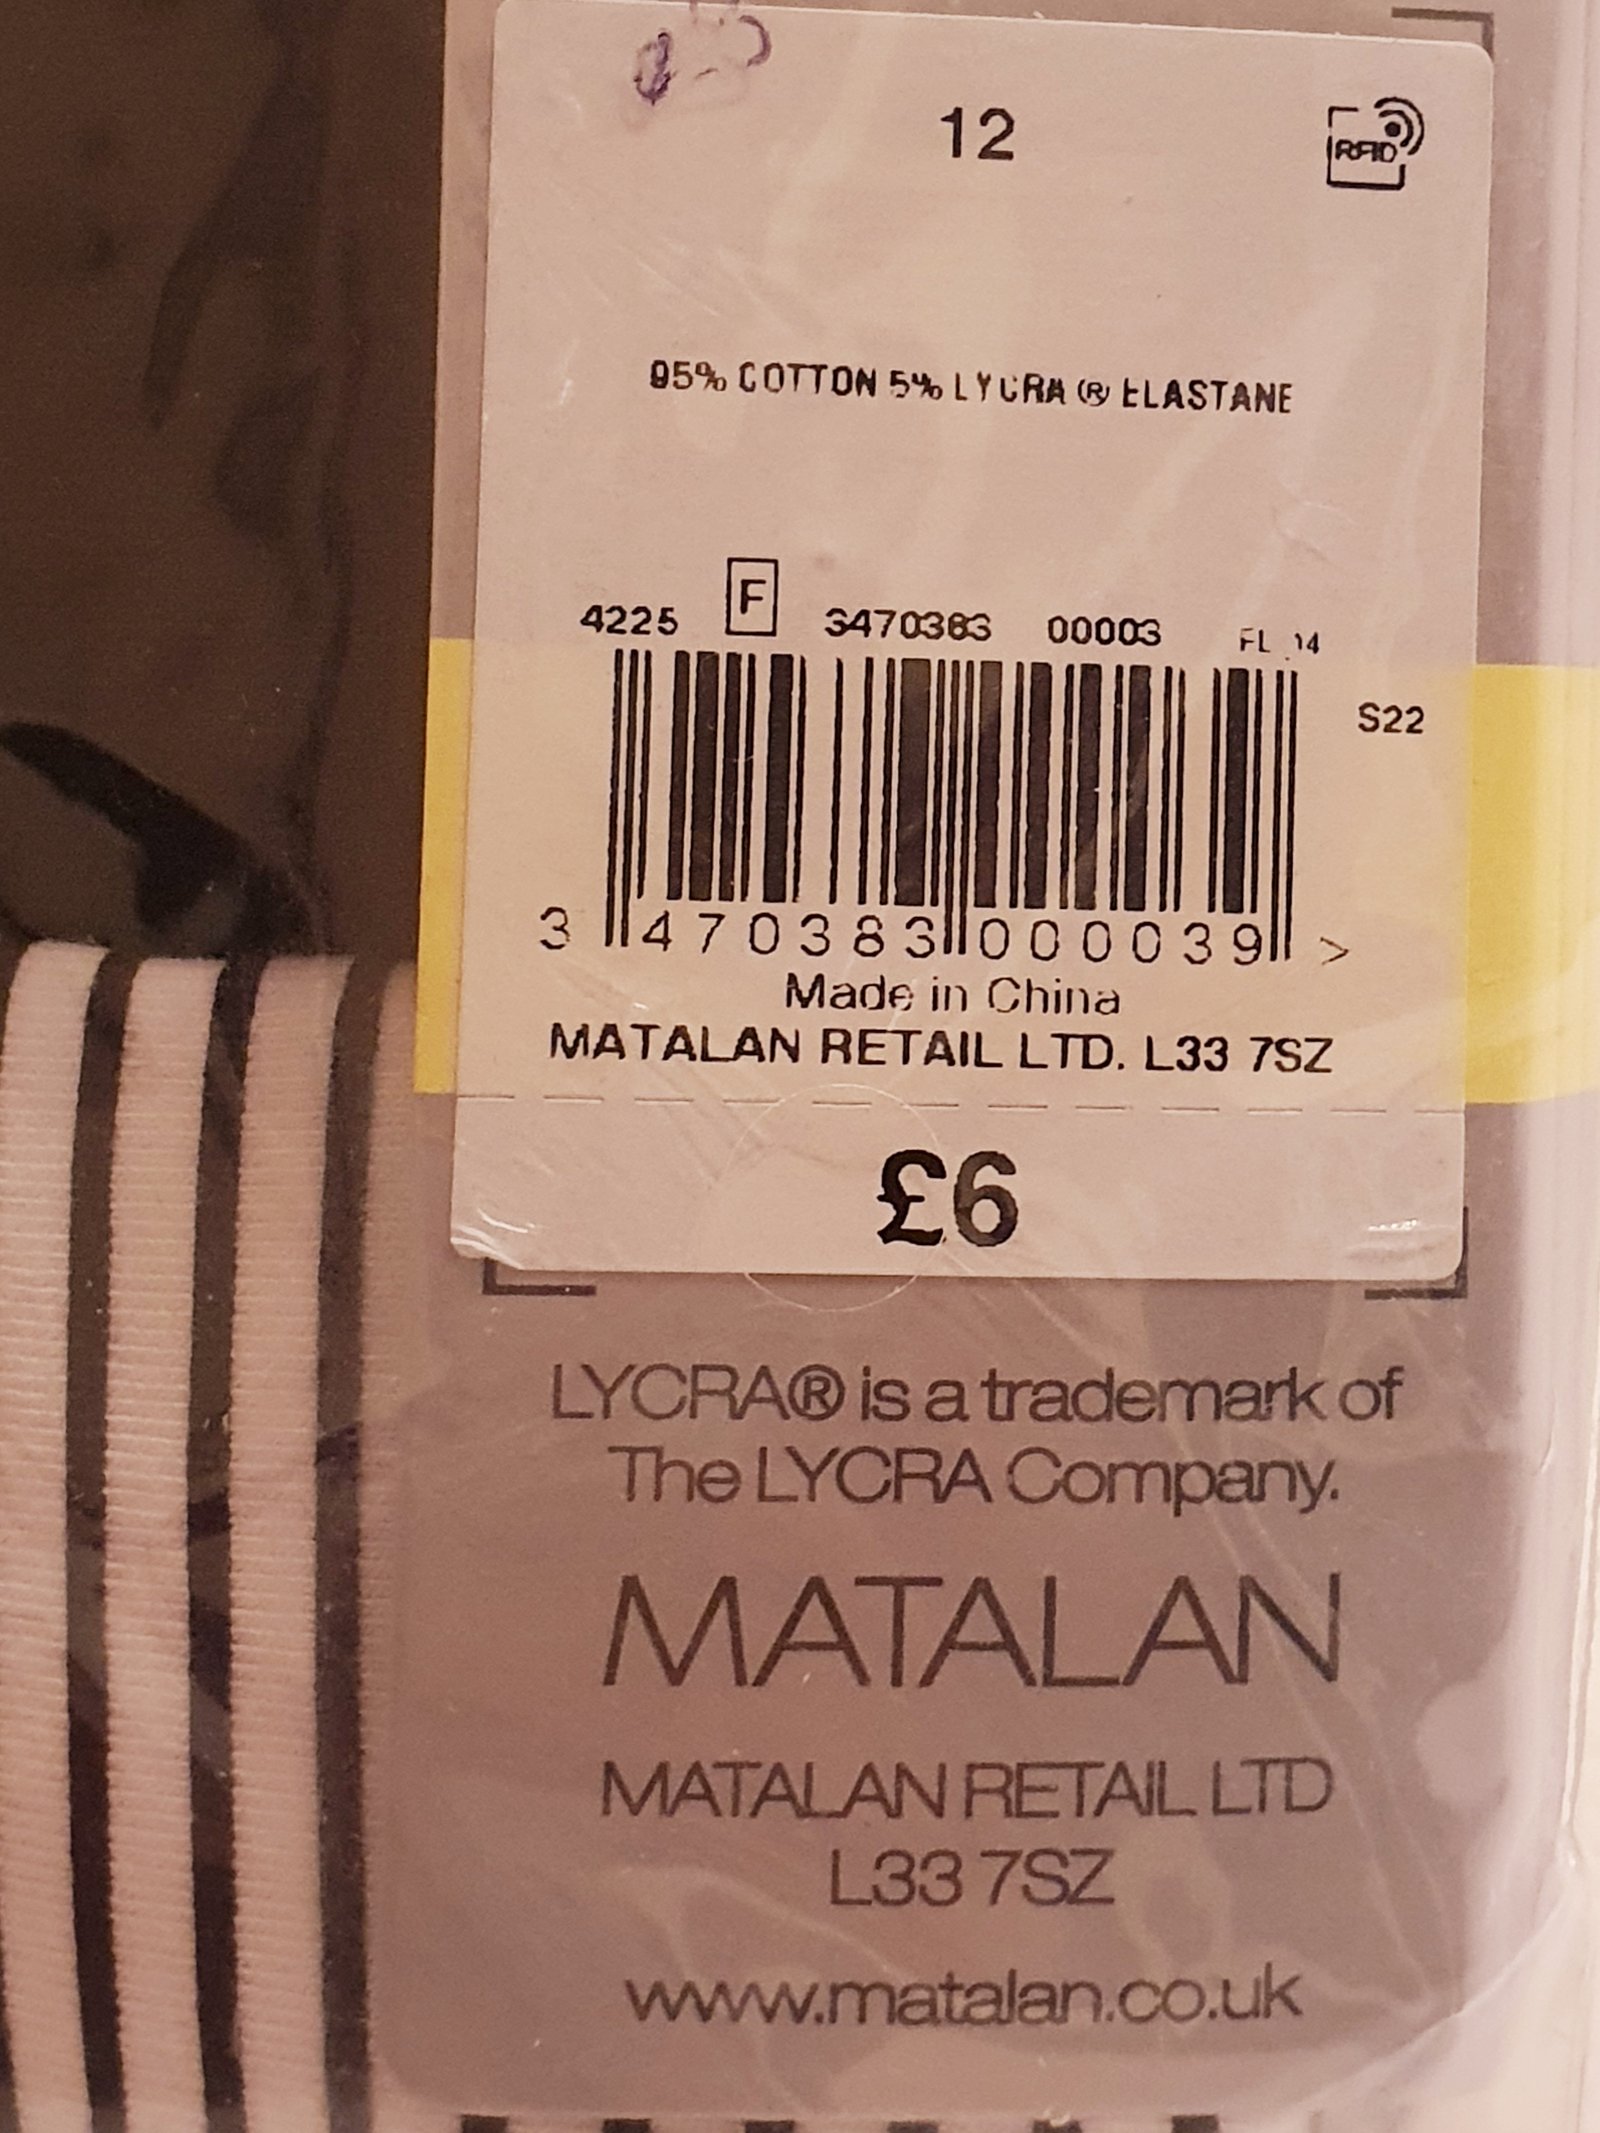 12
RFID
95% COTTON 5% LYCRA ® ELASTANE
4225 F 3470383 00003 FL
S22
3 470383 000039 >
Made in China
MATALAN RETAIL LTD. L33 7SZ
£6
LYCRA® is a trademark of
The LYCRA Company.
MATALAN
MATALAN RETAIL LTD
L33 7SZ
www.matalan.co.uk